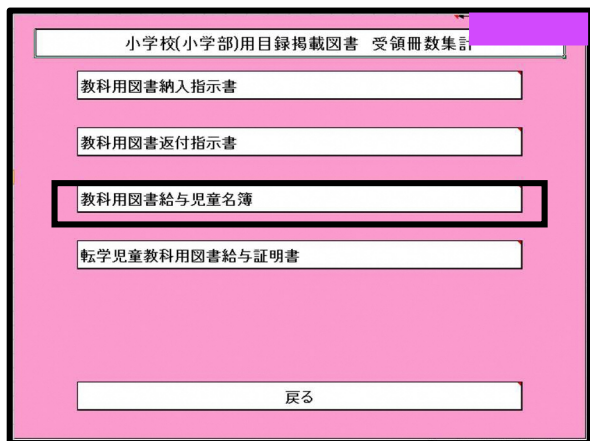 小学校(小学部)用目録掲載図書 受領冊数集計
教科用図書納入指示書
教科用図書返付指示書
教科用図書給与児童名簿
転学児童教科用図書給与証明書
戻る